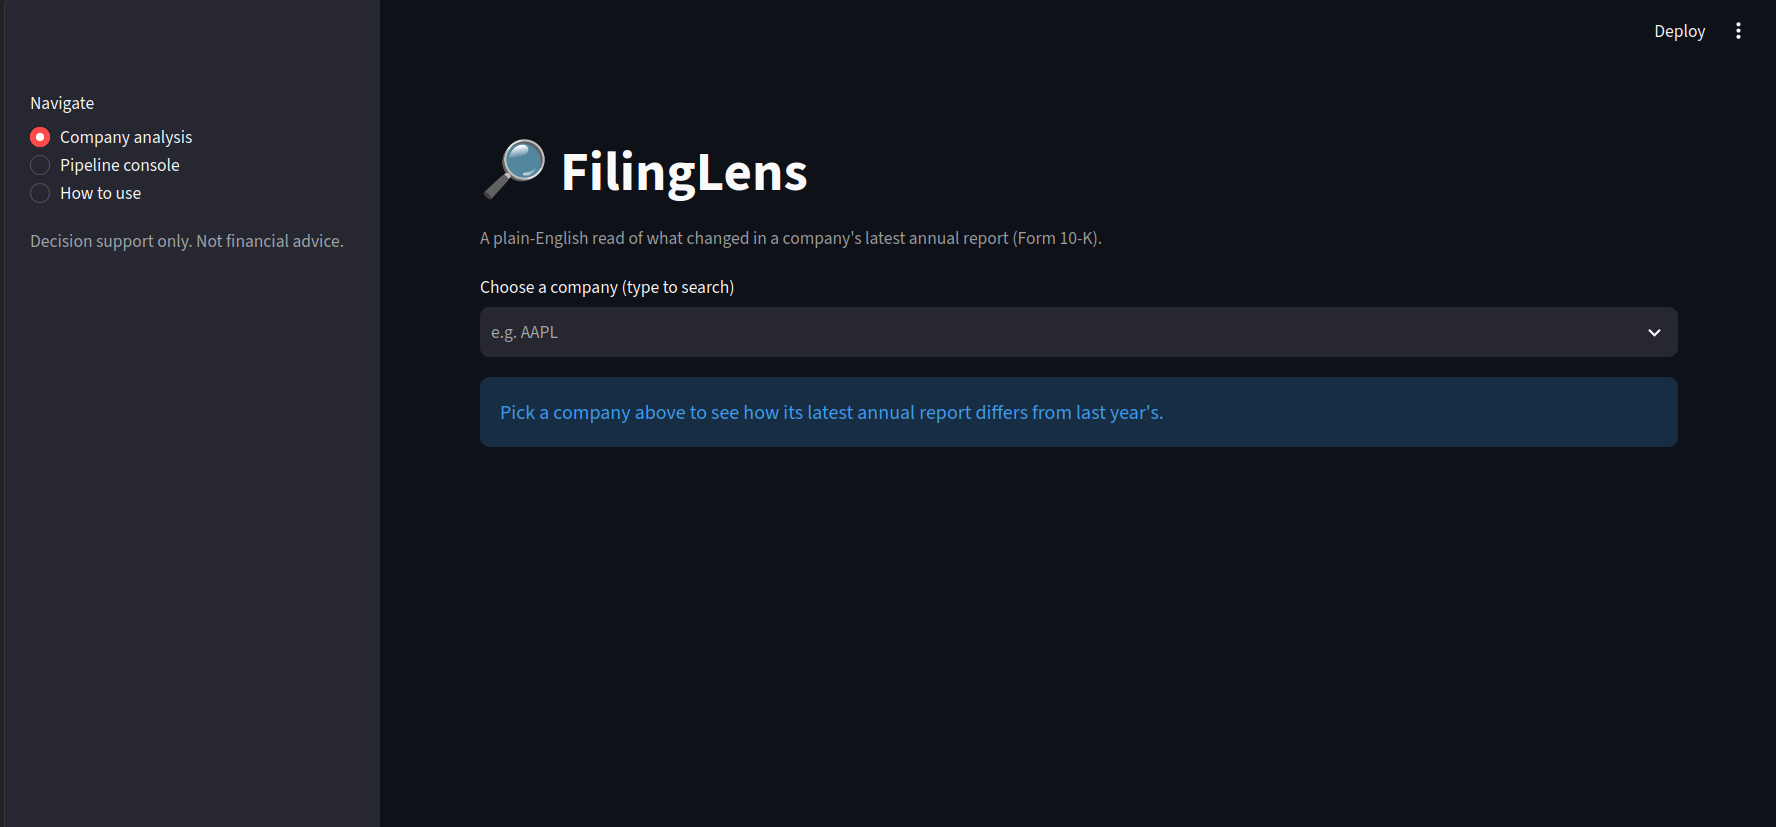 Deploy
Navigate
Company analysis
Pipeline console
How to use
Decision support only. Not financial advice.
FilingLens
A plain-English read of what changed in a company's latest annual report (Form 10-K).
Choose a company (type to search)
e.g. AAPL
Pick a company above to see how its latest annual report differs from last year's.